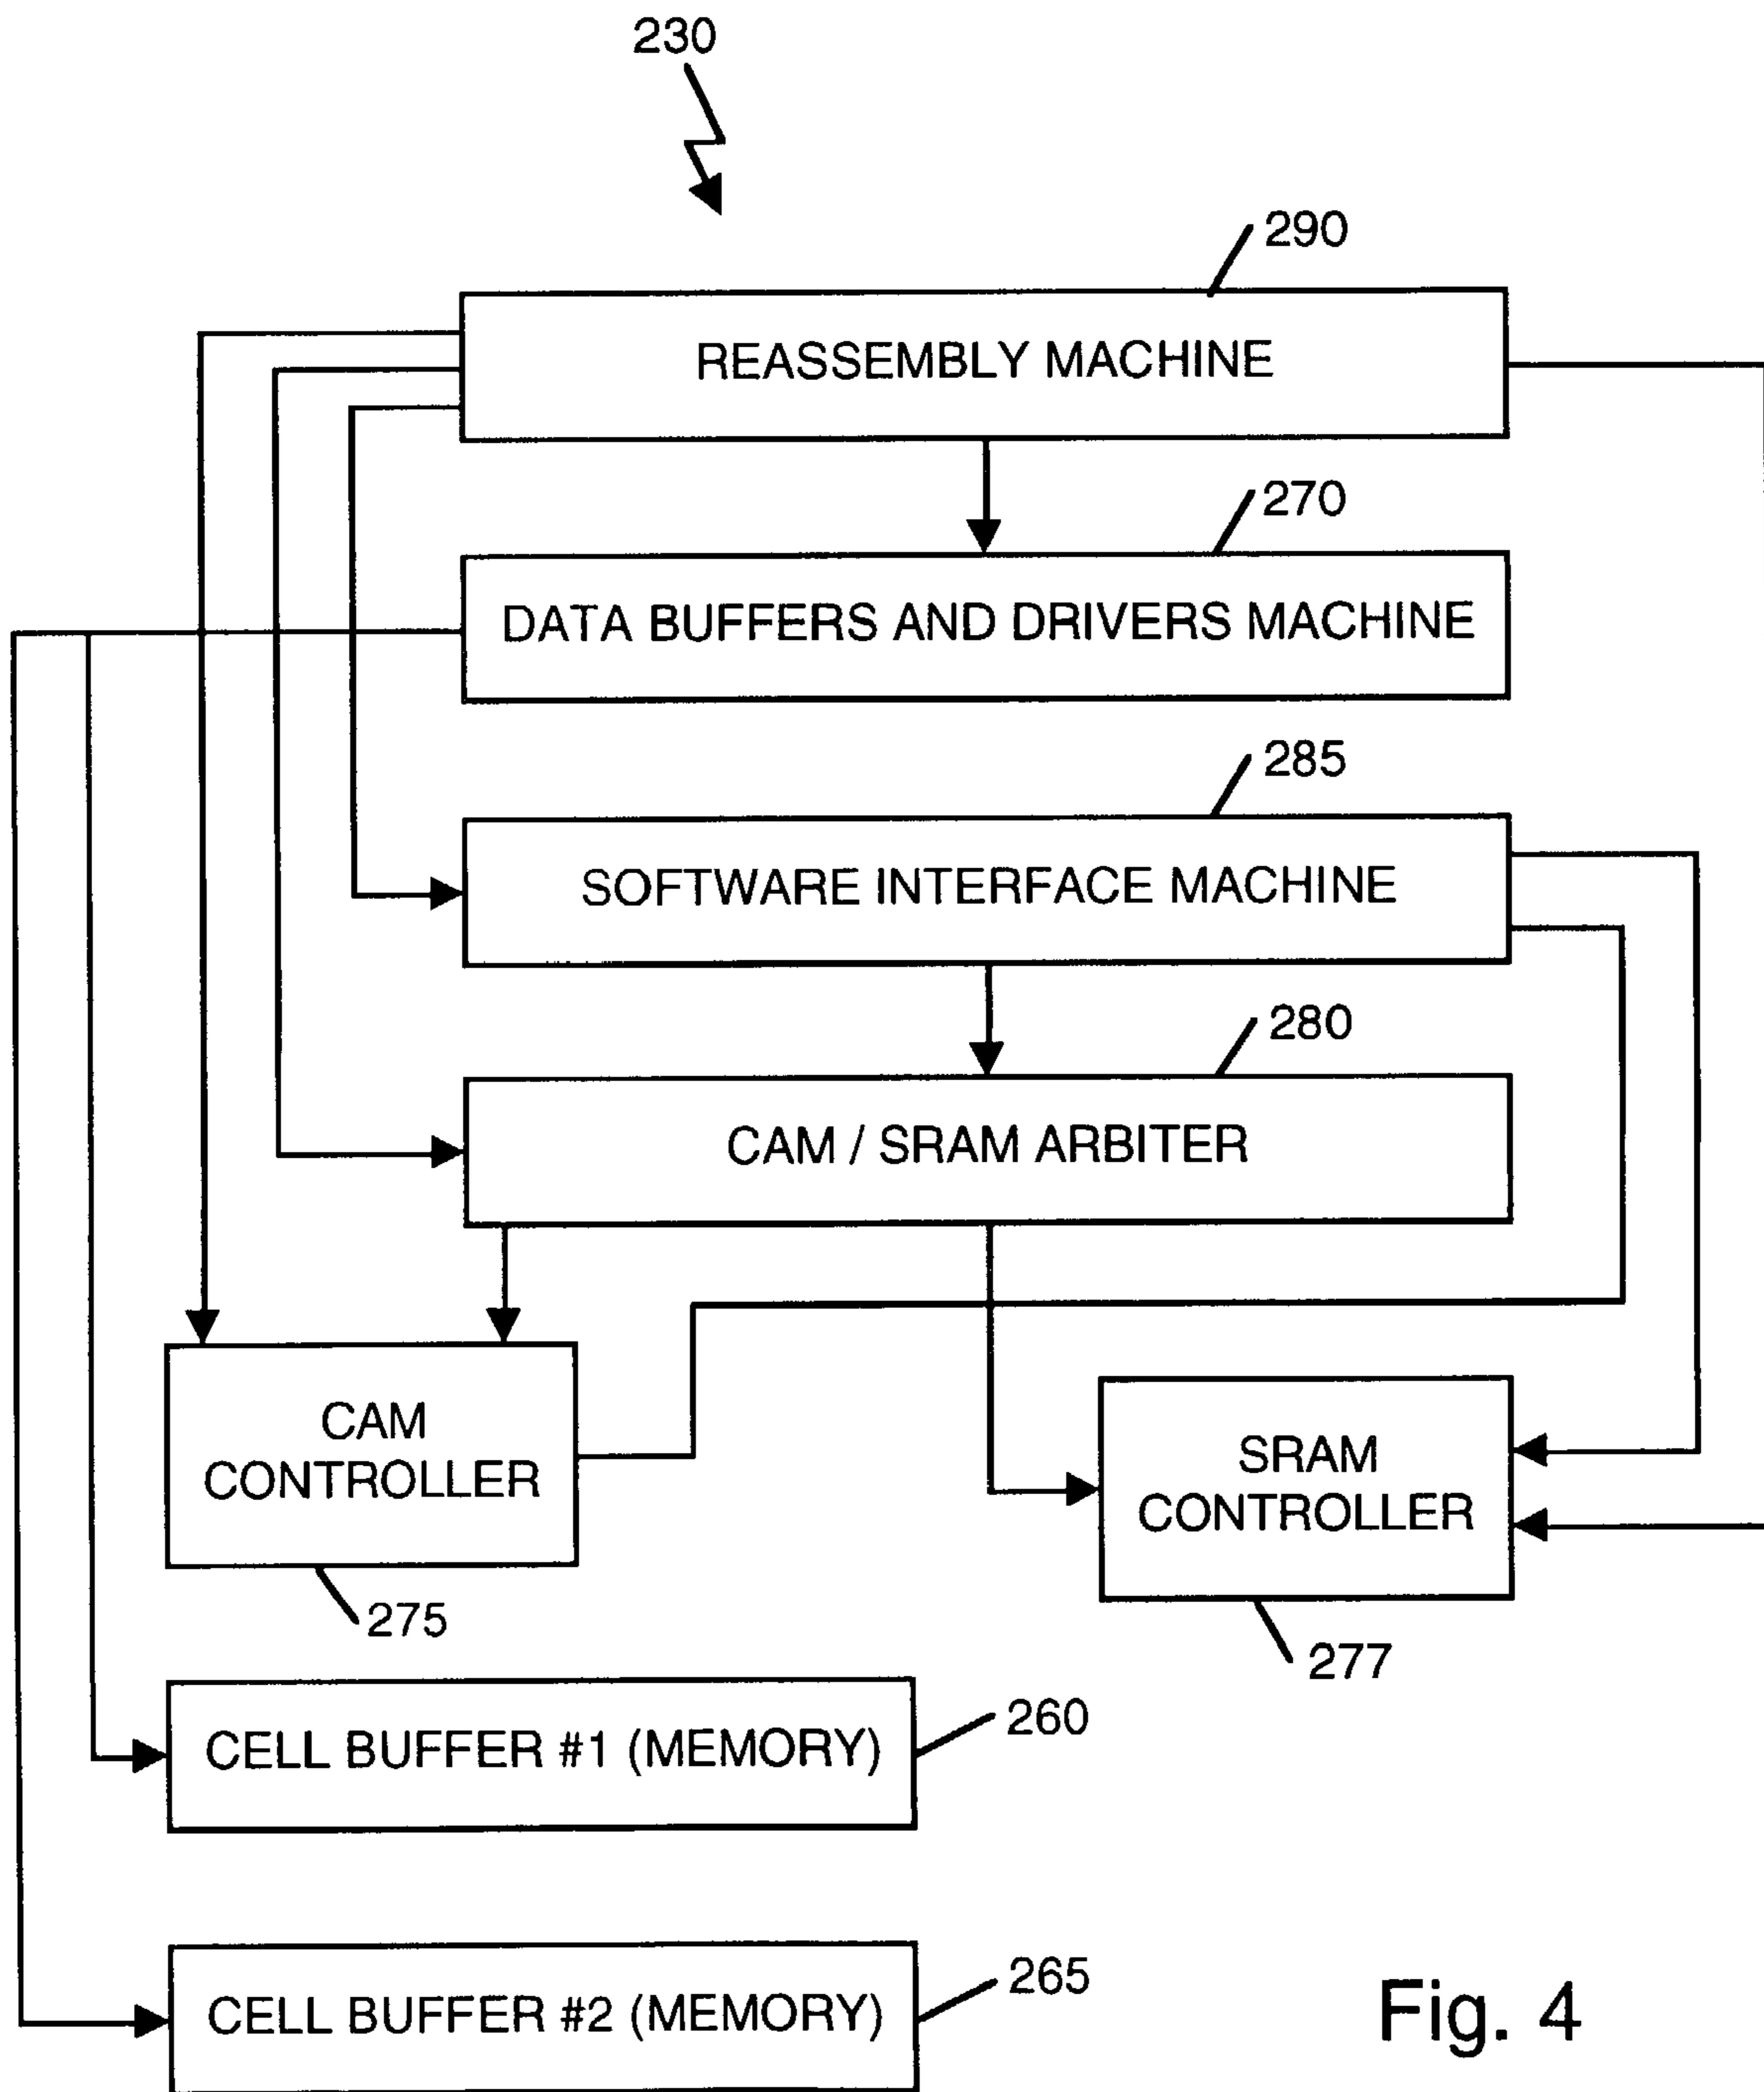 230
290
REASSEMBLY MACHINE
270
DATA BUFFERS AND DRIVERS MACHINE
285
SOFTWARE INTERFACE MACHINE
280
CAM / SRAM ARBITER
CAM
CONTROLLER
275
SRAM
CONTROLLER
277
CELL BUFFER #1 (MEMORY)
260
CELL BUFFER #2 (MEMORY)
265
Fig. 4